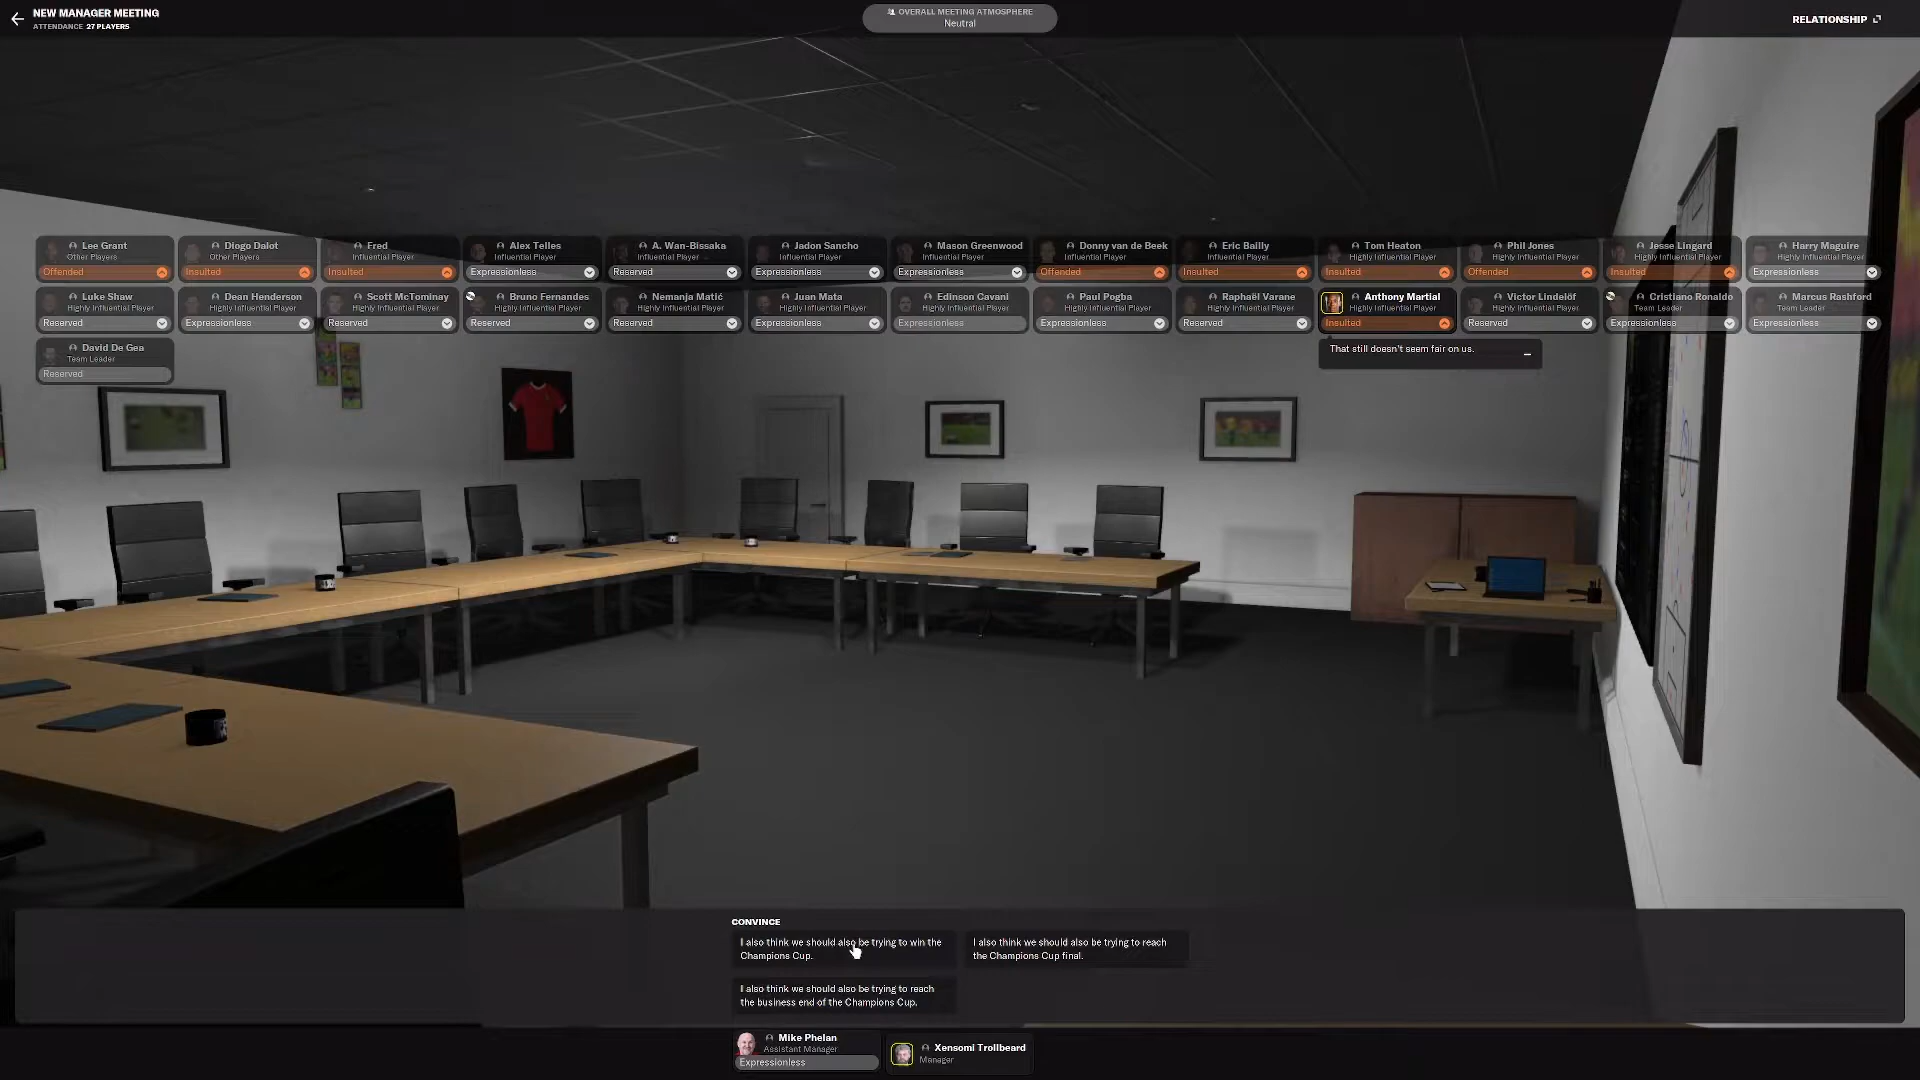 NEW MANAGER MEETING
ATTENDANCE 27 PLAYERS
OVERALL MEETING ATMOSPHERE
Neutral
RELATIONSHIP
Lee Grant
Other Players
Offended
Diogo Dalot
Other Players
Insulted
Fred
Influential Player
Insulted
Alex Telles
Influential Player
Expressionless
A. Wan-Bissaka
Influential Player
Reserved
Jadon Sancho
Influential Player
Expressionless
Mason Greenwood
Influential Player
Expressionless
Donny van de Beek
Influential Player
Offended
Eric Bailly
Influential Player
Insulted
Tom Heaton
Highly Influential Player
Insulted
Phil Jones
Highly Influential Player
Offended
Jesse Lingard
Highly Influential Player
Insulted
Harry Maguire
Highly Influential Player
Expressionless
Luke Shaw
Highly Influential Player
Reserved
Dean Henderson
Highly Influential Player
Expressionless
Scott McTominay
Highly Influential Player
Reserved
Bruno Fernandes
Highly Influential Player
Reserved
Nemanja Matić
Highly Influential Player
Reserved
Juan Mata
Highly Influential Player
Expressionless
Edinson Cavani
Highly Influential Player
Expressionless
Paul Pogba
Highly Influential Player
Expressionless
Raphaël Varane
Highly Influential Player
Reserved
Anthony Martial
Highly Influential Player
Insulted
Victor Lindelöf
Highly Influential Player
Reserved
Cristiano Ronaldo
Team Leader
Expressionless
Marcus Rashford
Team Leader
Expressionless
David De Gea
Team Leader
Reserved
That still doesn't seem fair on us.
CONVINCE
I also think we should also be trying to win the
Champions Cup.
I also think we should also be trying to reach
the Champions Cup final.
I also think we should also be trying to reach
the business end of the Champions Cup.
Mike Phelan
Assistant Manager
Expressionless
Xensomi Trollbeard
Manager